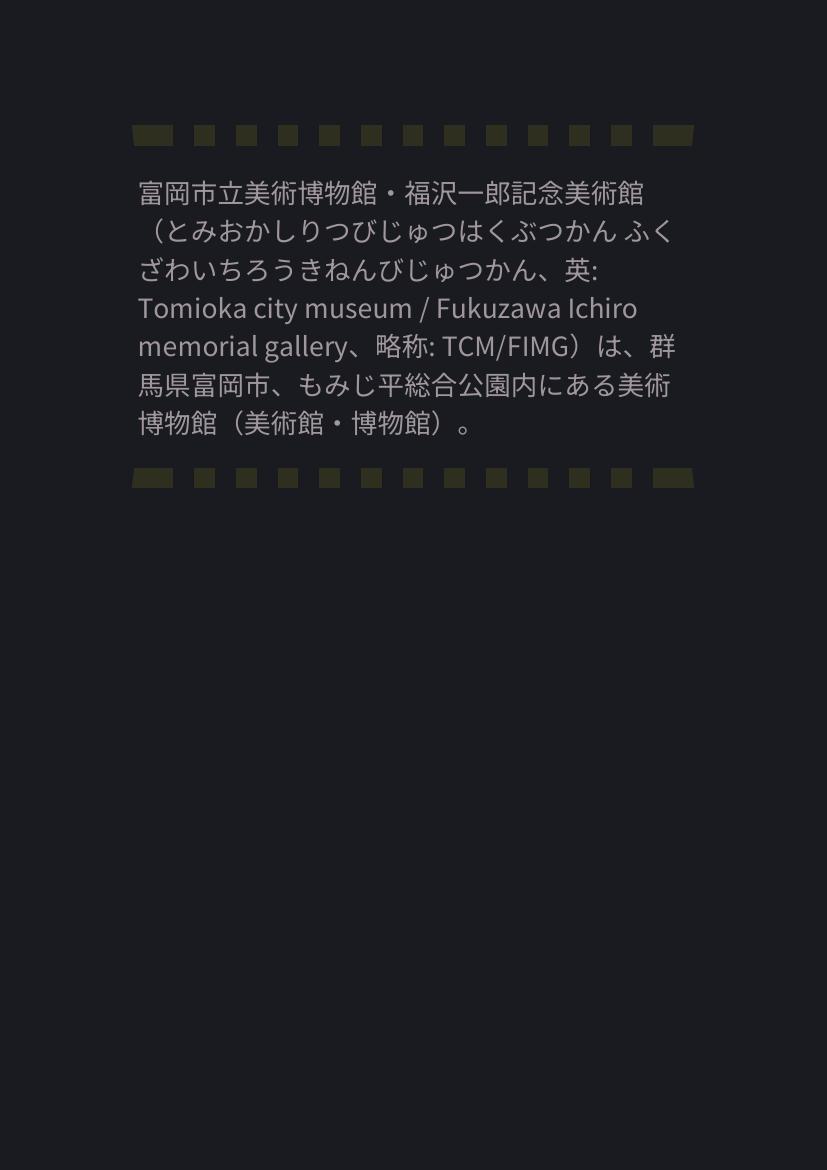 富岡市立美術博物館・福沢一郎記念美術館
（とみおかしりつびじゅつはくぶつかん ふく
ざわいちろうきねんびじゅつかん、英:
Tomioka city museum / Fukuzawa Ichiro
memorial gallery、略称: TCM/FIMG）は、群
馬県富岡市、もみじ平総合公園内にある美術
博物館（美術館・博物館）。